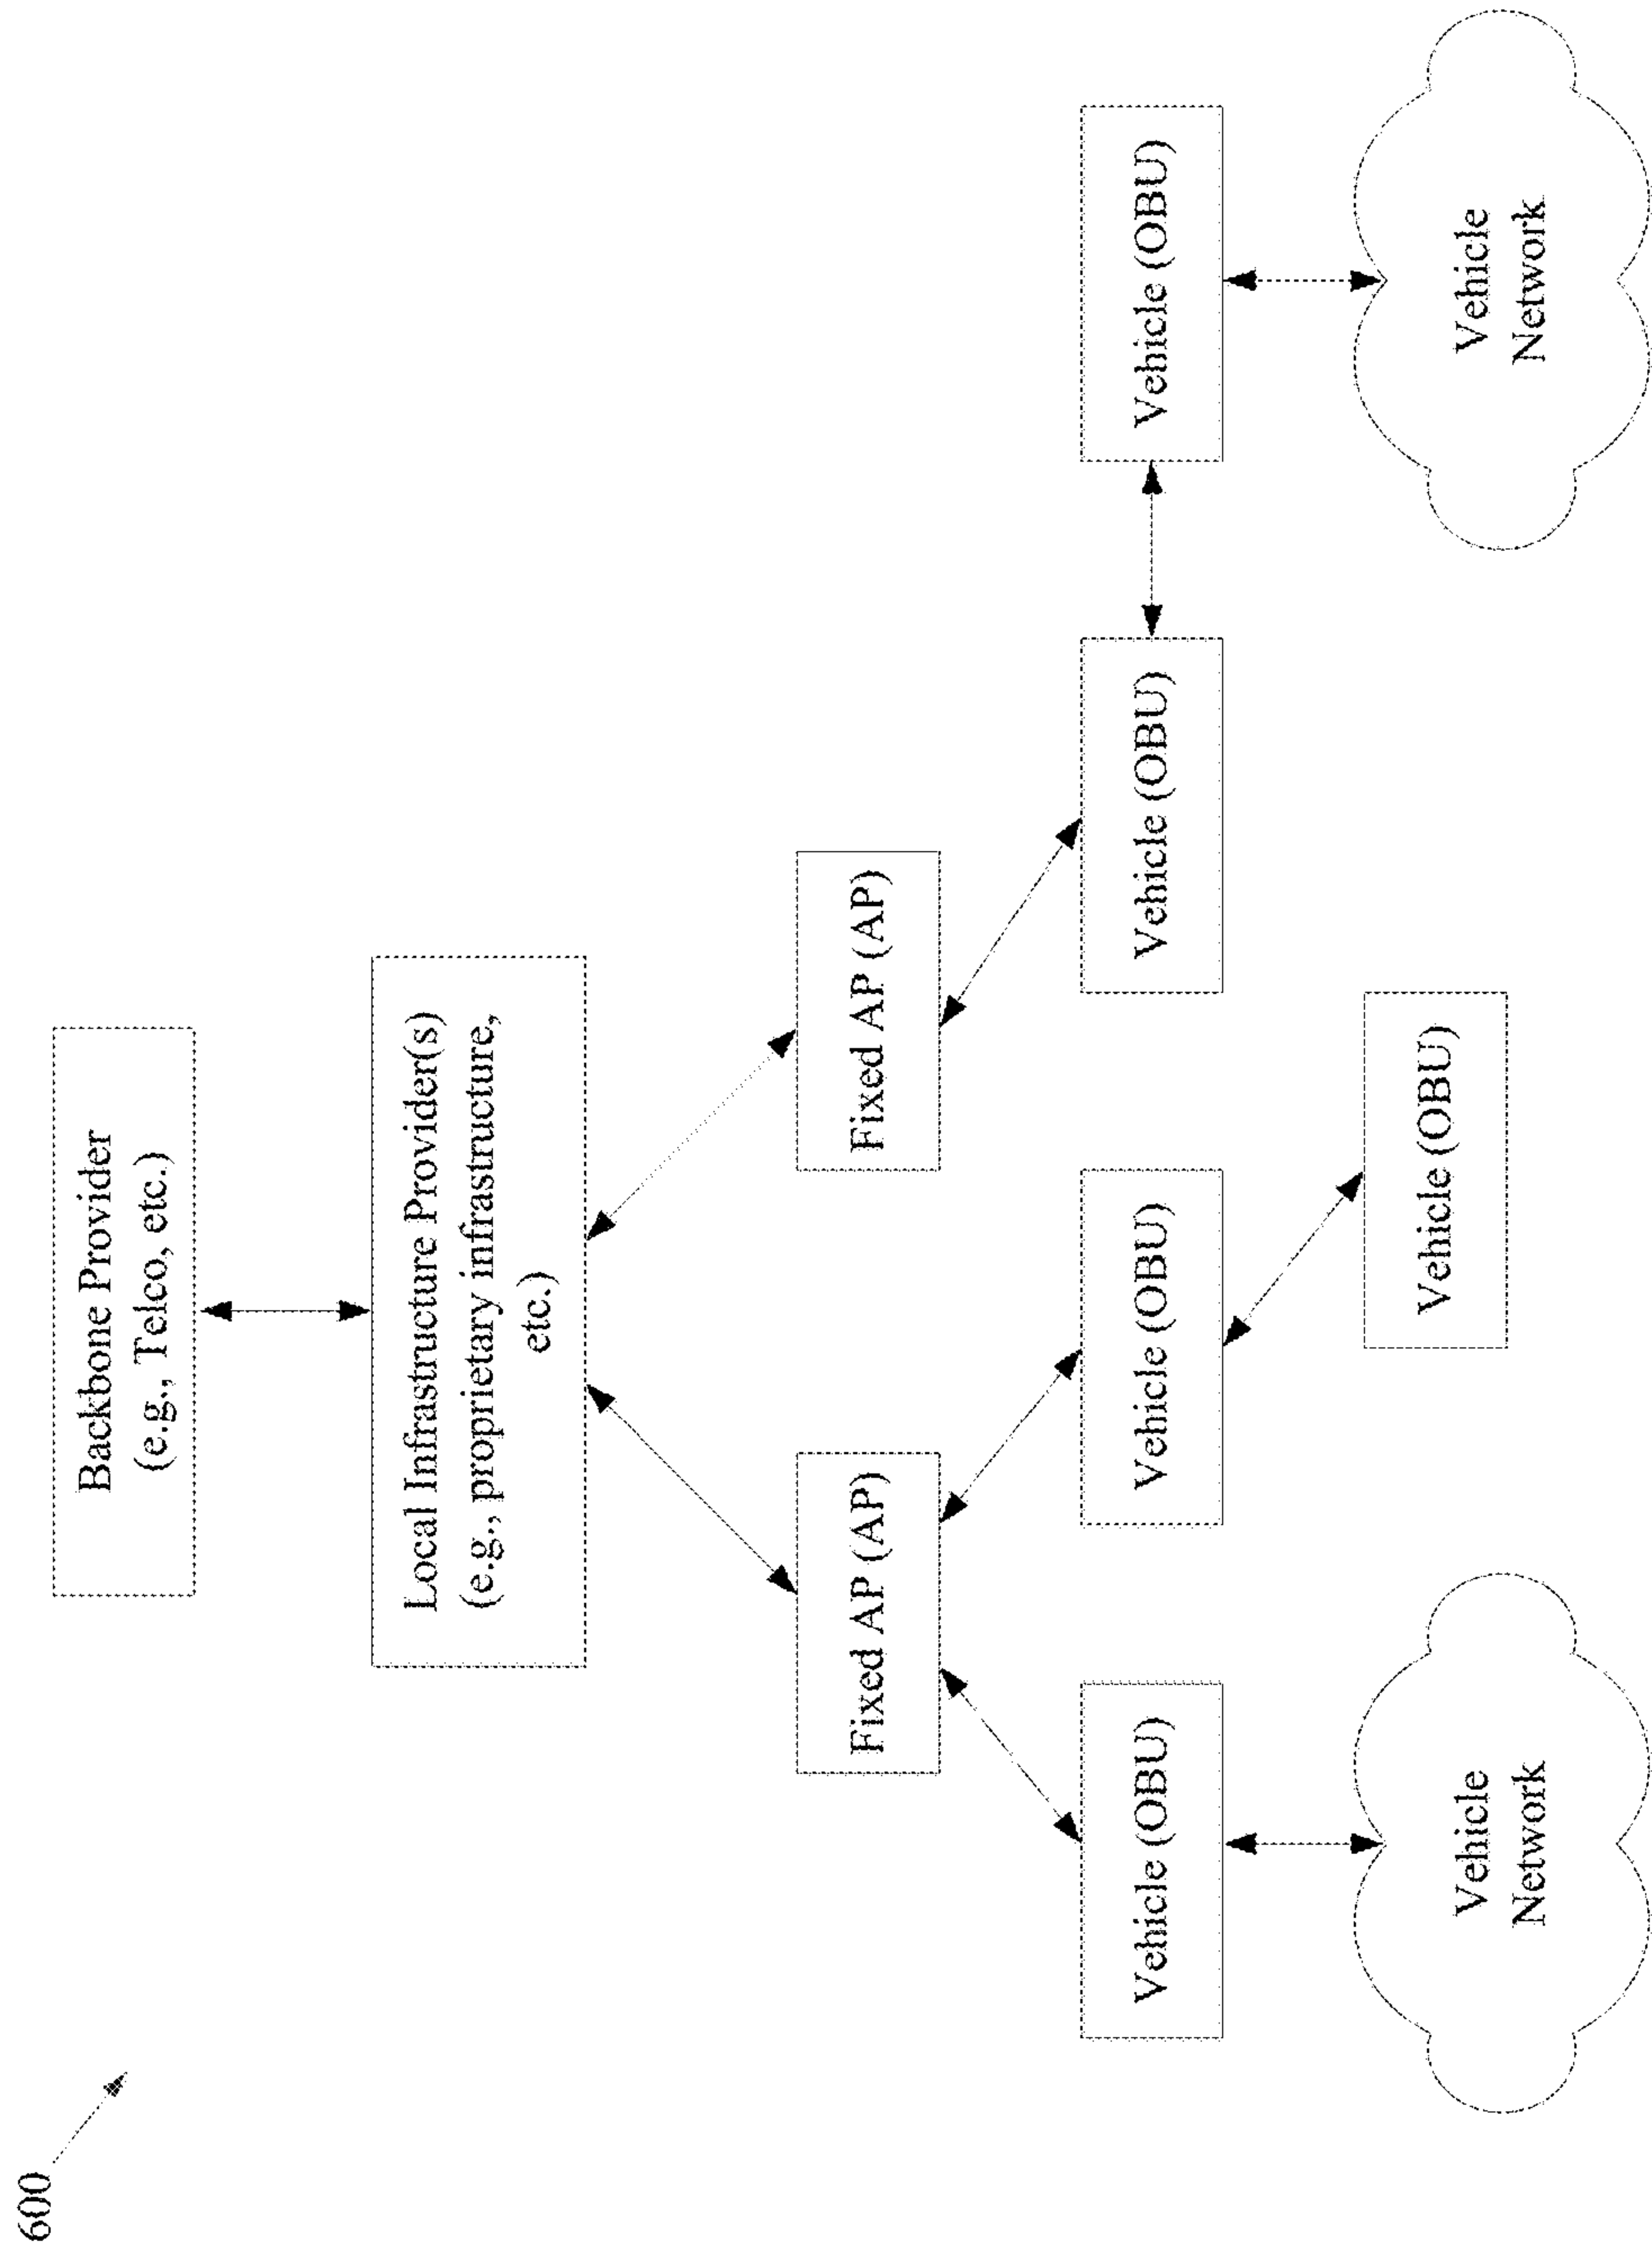 600
Backbone Provider
(e.g., Telco, etc.)
Local Infrastructure Provider(s)
(e.g., proprietary infrastructure,
etc.)
Fixed AP (AP)
Fixed AP (AP)
Vehicle (OBU)
Vehicle (OBU)
Vehicle (OBU)
Vehicle (OBU)
Vehicle (OBU)
Vehicle
Network
Vehicle
Network